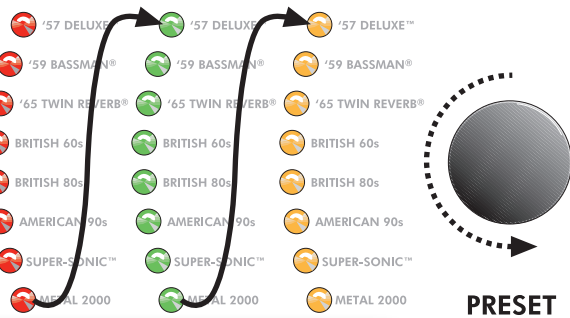 '57 DELUXE™ '57 DELUXE™ '57 DELUXE™
'59 BASSMAN® '59 BASSMAN® '59 BASSMAN®
'65 TWIN REVERB® '65 TWIN REVERB® '65 TWIN REVERB®
BRITISH 60s BRITISH 60s BRITISH 60s
BRITISH 80s BRITISH 80s BRITISH 80s
AMERICAN 90s AMERICAN 90s AMERICAN 90s
SUPER-SONIC™ SUPER-SONIC™ SUPER-SONIC™
METAL 2000 METAL 2000 METAL 2000
PRESET